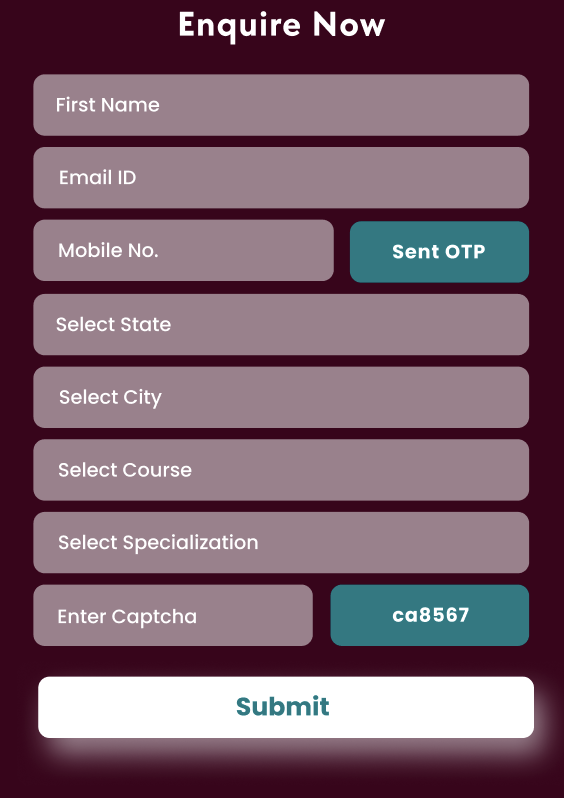 Enquire Now
First Name
Email ID
Mobile No.
Sent OTP
Select State
Select City
Select Course
Select Specialization
Enter Captcha
ca8567
Submit